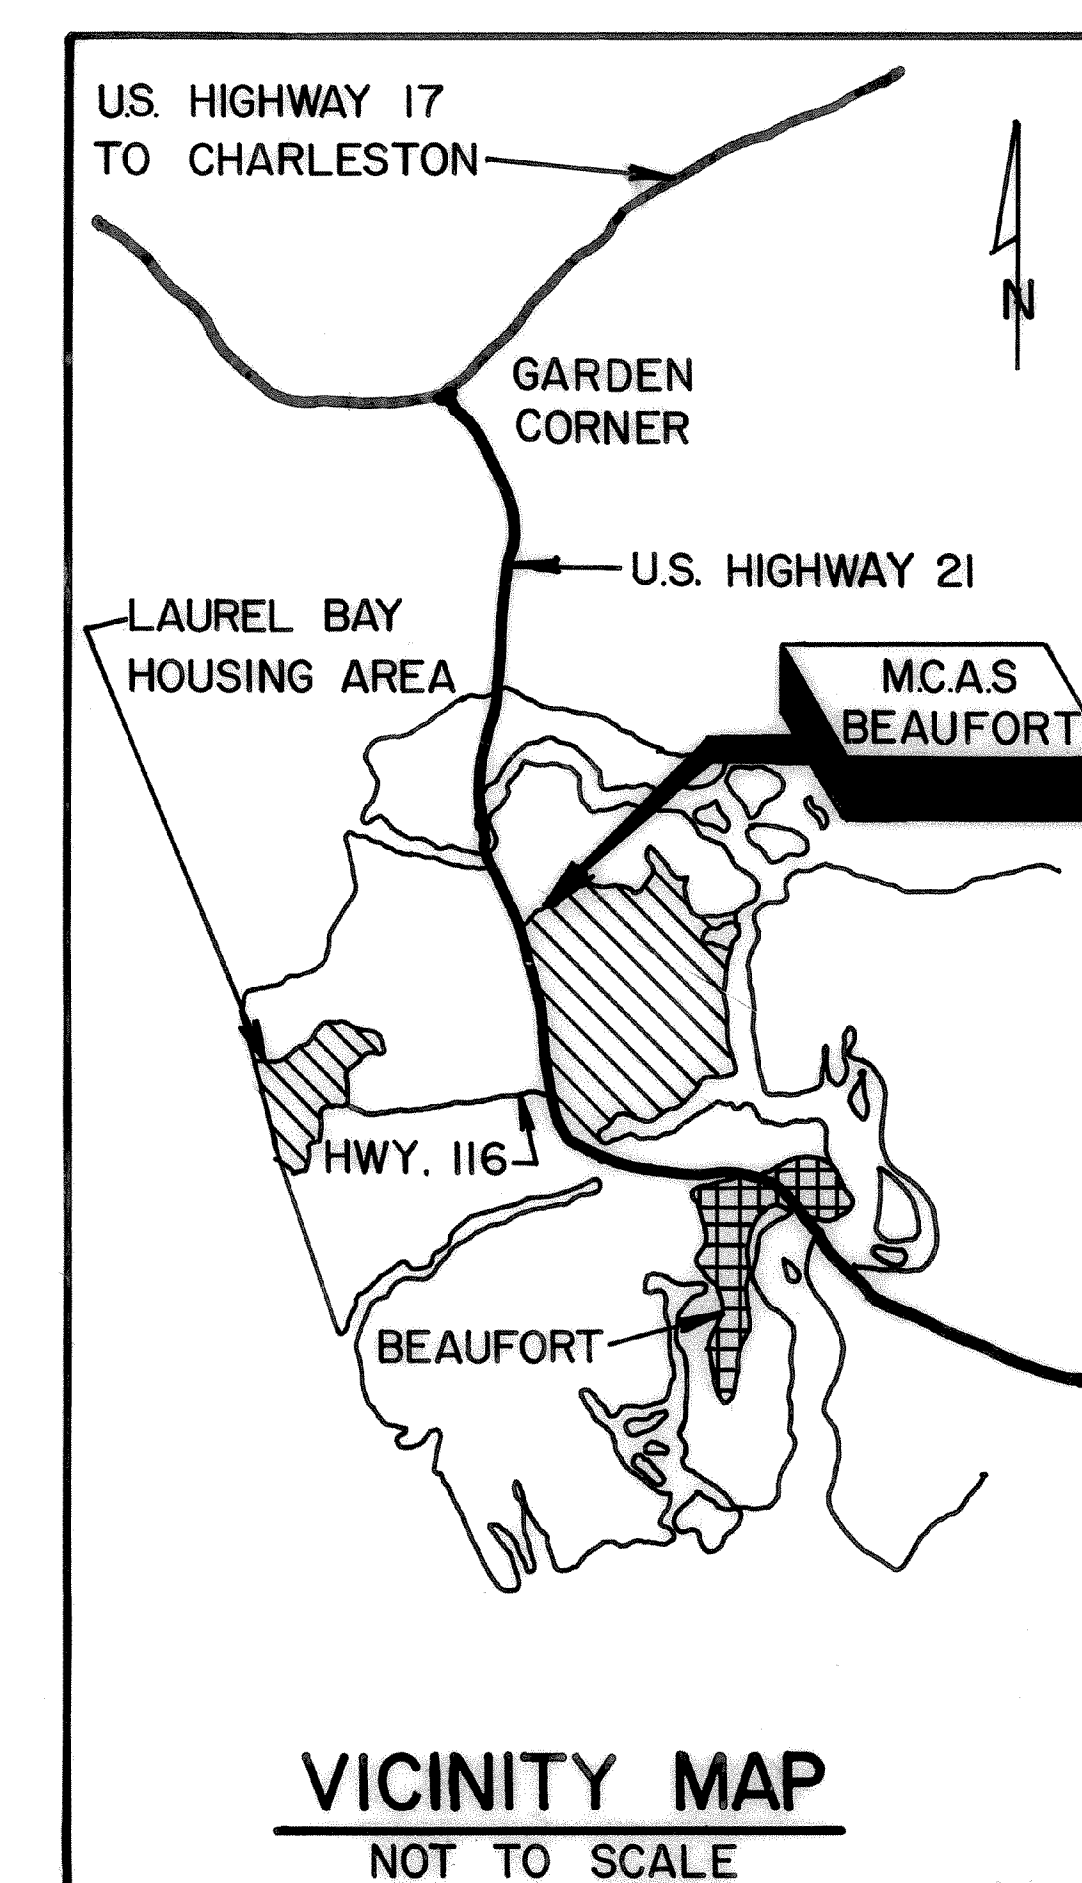 U.S. HIGHWAY 17
TO CHARLESTON
N
GARDEN
CORNER
U.S. HIGHWAY 21
LAUREL BAY
HOUSING AREA
M.C.A.S
BEAUFORT
HWY. 116
BEAUFORT
VICINITY MAP
NOT TO SCALE